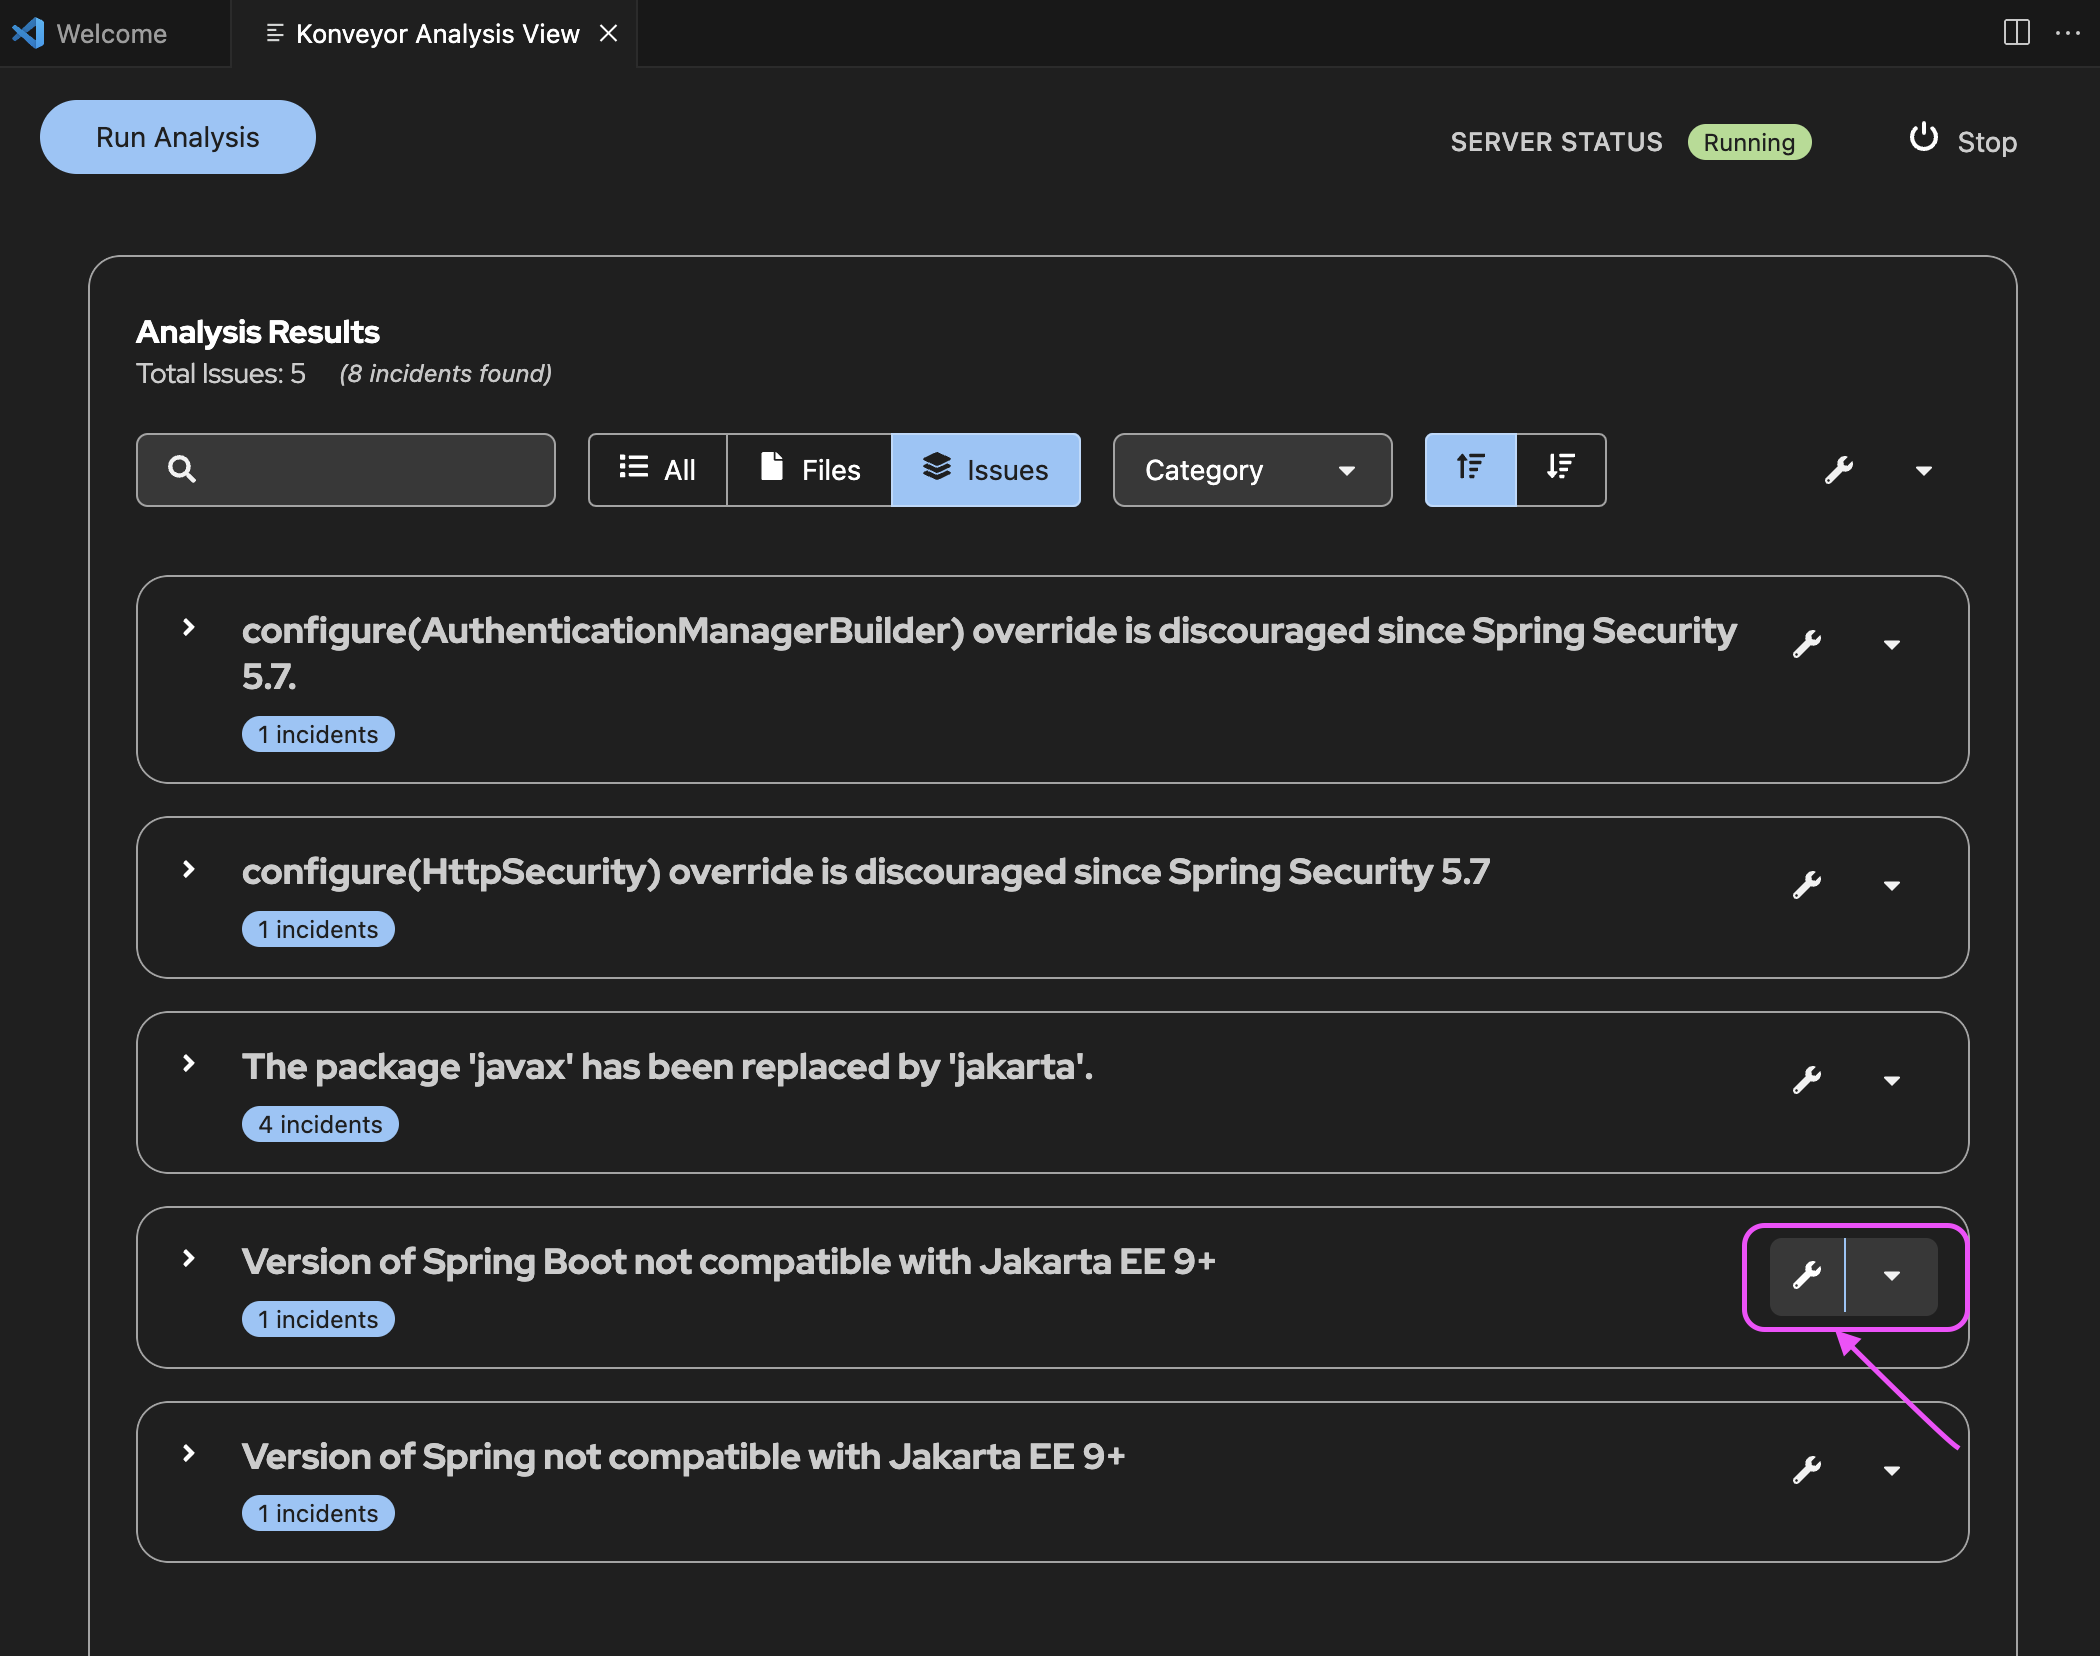 Welcome
Konveyor Analysis View
Run Analysis
SERVER STATUS Running Stop
Analysis Results
Total Issues: 5 (8 incidents found)
All Files Issues Category
configure(AuthenticationManagerBuilder) override is discouraged since Spring Security
5.7.
1 incidents
configure(HttpSecurity) override is discouraged since Spring Security 5.7
1 incidents
The package 'javax' has been replaced by 'jakarta'.
4 incidents
Version of Spring Boot not compatible with Jakarta EE 9+
1 incidents
Version of Spring not compatible with Jakarta EE 9+
1 incidents